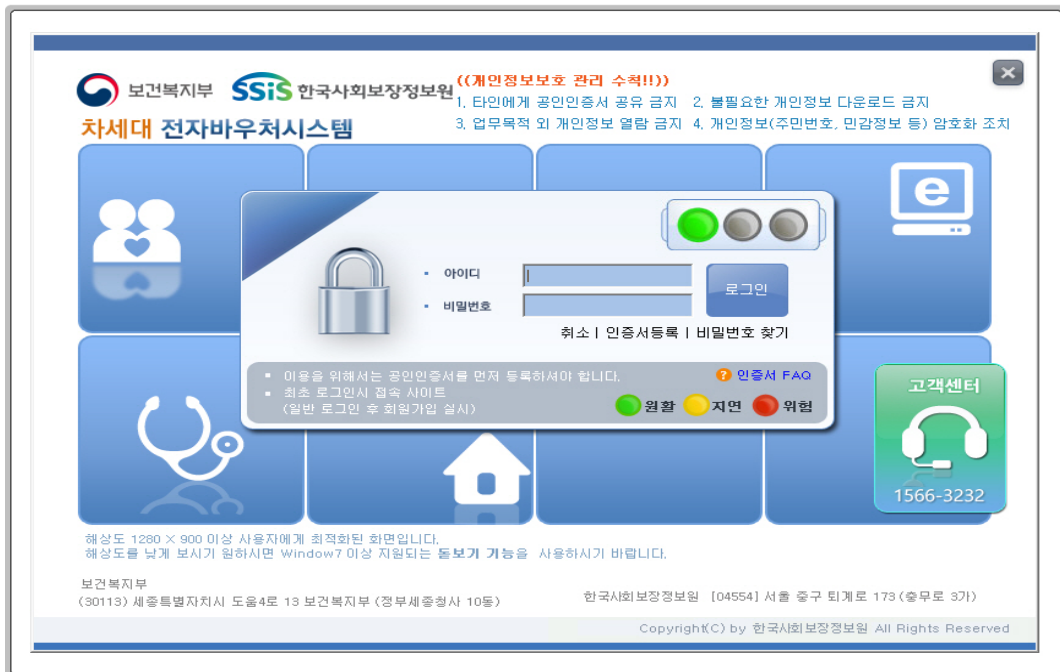 보건복지부 SSiS 한국사회보장정보원
((개인정보보호 관리 수칙!!))
1. 타인에게 공인인증서 공유 금지 2. 불필요한 개인정보 다운로드 금지
3. 업무목적 외 개인정보 열람 금지 4. 개인정보(주민번호, 민감정보 등) 암호화 조치
차세대 전자바우처시스템
e
아이디
비밀번호
로그인
취소 | 인증서등록 | 비밀번호 찾기
이용을 위해서는 공인인증서를 먼저 등록하셔야 합니다.
최초 로그인시 접속 사이트
(일반 로그인 후 회원가입 실시)
? 인증서 FAQ
원활 지연 위험
고객센터
1566-3232
해상도 1280 X 900 이상 사용자에게 최적화된 화면입니다.
해상도를 낮게 보시기 원하시면 Window7 이상 지원되는 돋보기 기능을 사용하시기 바랍니다.
보건복지부
(30113) 세종특별자치시 도움4로 13 보건복지부 (정부세종청사 10동)
한국사회보장정보원 [04554] 서울 중구 퇴계로 173 (충무로 3가)
Copyright(C) by 한국사회보장정보원 All Rights Reserved